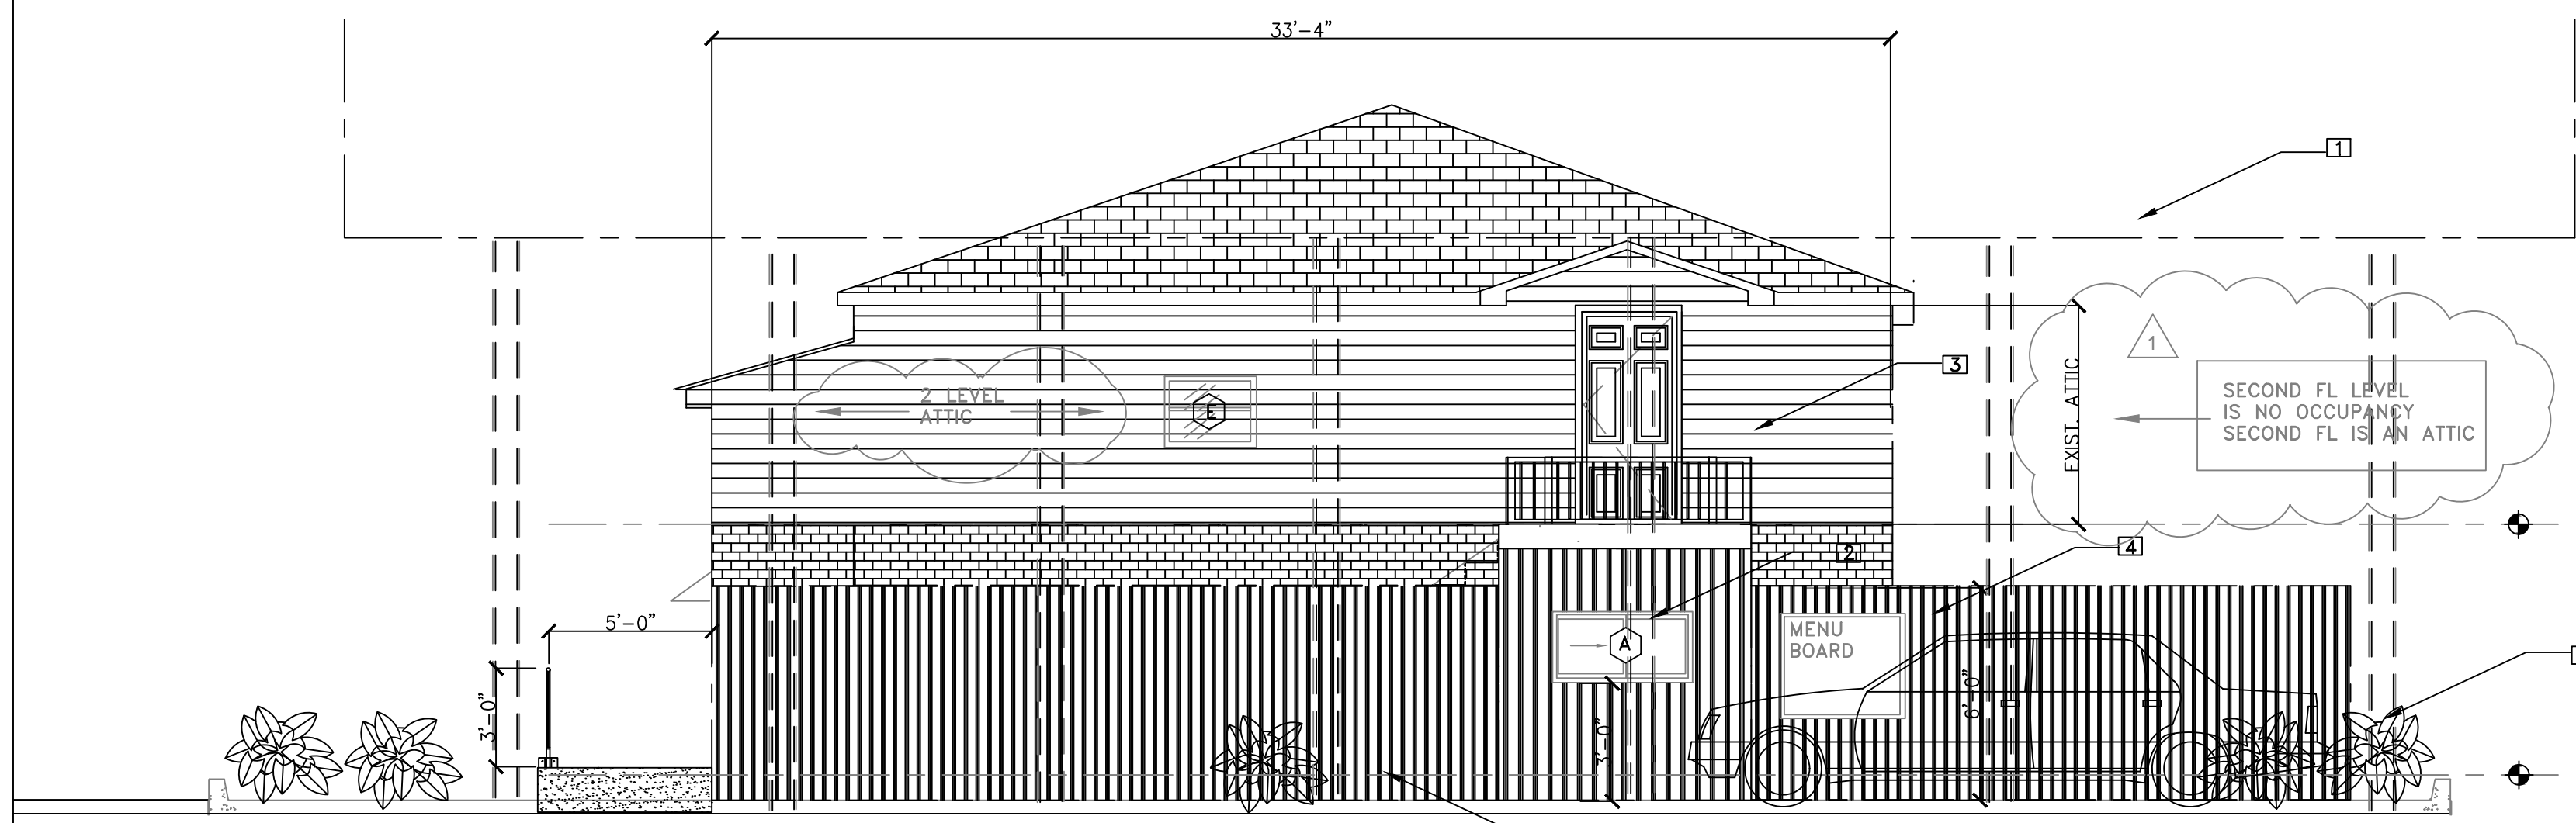 33'-4"
1
1
SECOND FL LEVEL
IS NO OCCUPANCY
SECOND FL IS AN ATTIC
EXIST. ATTIC
3
2 LEVEL
ATTIC
E
2
4
5'-0"
MENU
BOARD
A
3'-0"
3'-0"
6'-0"